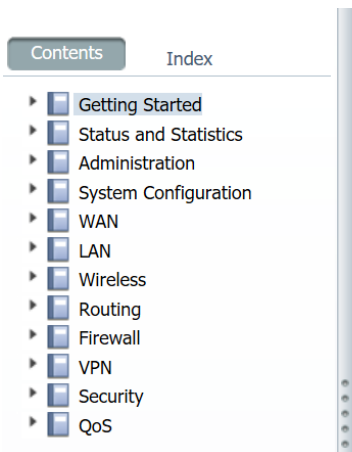 Contents
Index
Getting Started
Status and Statistics
Administration
System Configuration
WAN
LAN
Wireless
Routing
Firewall
VPN
Security
QoS